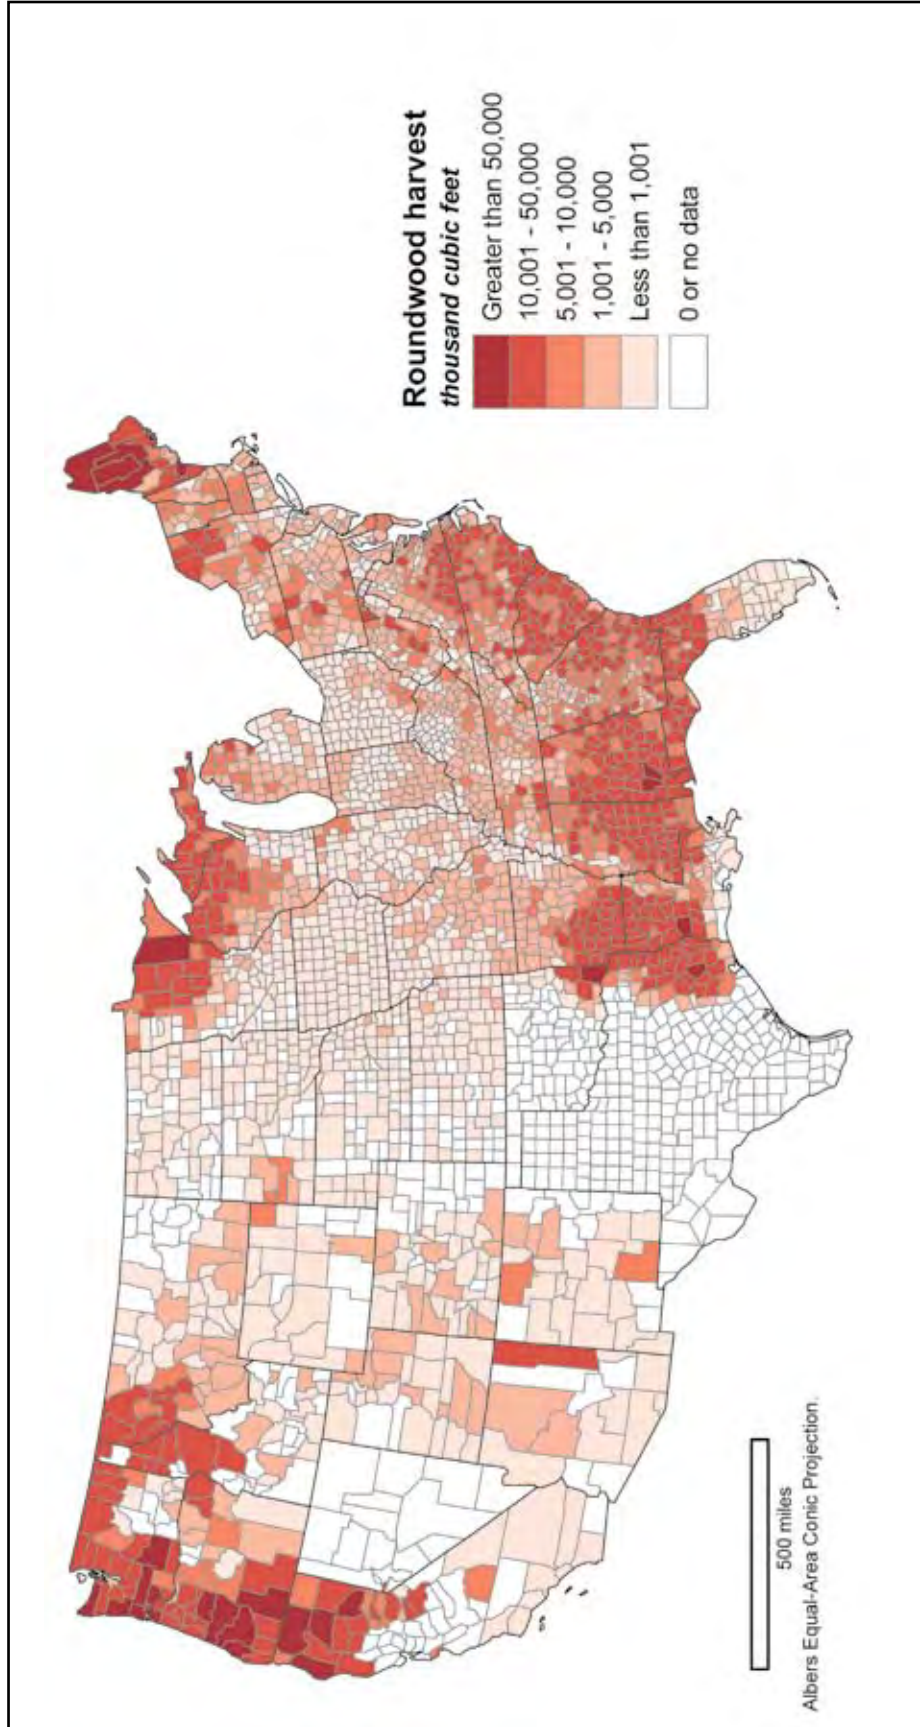 Roundwood harvest
thousand cubic feet
Greater than 50,000
10,001 - 50,000
5,001 - 10,000
1,001 - 5,000
Less than 1,001
0 or no data
500 miles
Albers Equal-Area Conic Projection.